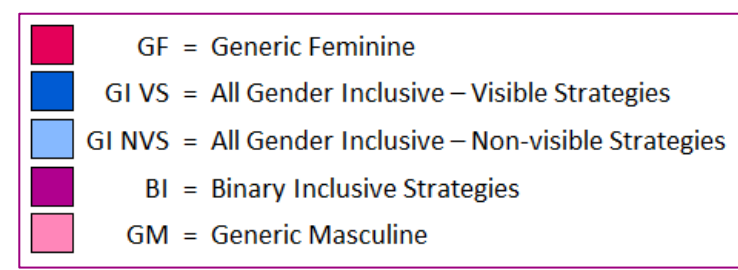 GF = Generic Feminine
GI VS = All Gender Inclusive – Visible Strategies
GI NVS = All Gender Inclusive – Non-visible Strategies
BI = Binary Inclusive Strategies
GM = Generic Masculine